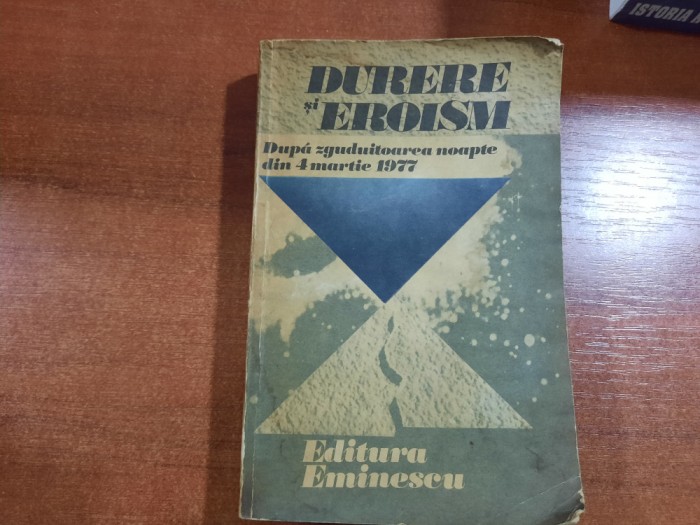 DURERE
și
EROISM
După zguduitoarea noapte
din 4 martie 1977
Editura
Eminescu
ISTORIA